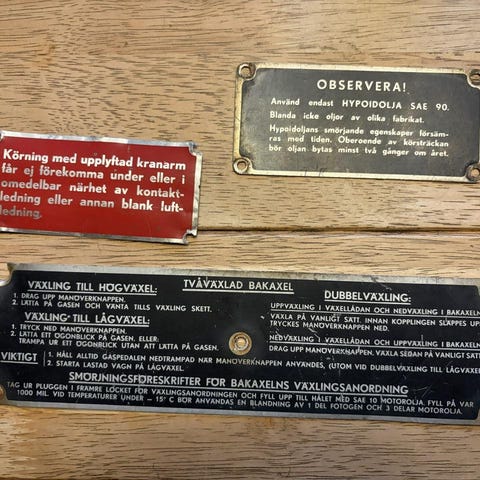 OBSERVERA!
Använd endast HYPOIDOLJA SAE 90.
Blanda icke oljor av olika fabrikat.
Hypoidoljans smörjande egenskaper försäm-
ras med tiden. Oberoende av körsträckan
bör oljan bytas minst två gånger om året.
Körning med upplyftad kranarm
får ej förekomma under eller i
omedelbar närhet av kontakt-
ledning eller annan blank luft-
ledning.
TVÅVÄXLAD BAKAXEL
VÄXLING TILL HÖGVÄXEL:
1. DRAG UPP MANÖVERKNAPPEN.
2. LÄTTA PÅ GASEN OCH VÄNTA TILLS VÄXLING SKETT.
VÄXLING TILL LÅGVÄXEL:
1. TRYCK NED MANÖVERKNAPPEN.
2. LÄTTA ETT ÖGONBLICK PÅ GASEN, ELLER:
TRAMPA UR ETT ÖGONBLICK UTAN ATT LÄTTA PÅ GASEN.
DUBBELVÄXLING:
UPPVÄXLING I VÄXELLÅDAN OCH NEDVÄXLING I BAKAXELN
VÄXLA PÅ VANLIGT SÄTT. INNAN KOPPLINGEN SLÄPPES UPP
TRYCKES MANÖVERKNAPPEN NED.
NEDVÄXLING I VÄXELLÅDAN OCH UPPVÄXLING I BAKAXELN
DRAG UPP MANÖVERKNAPPEN. VÄXLA SEDAN PÅ VANLIGT SÄTT
VIKTIGT
1. HÅLL ALLTID GASPEDALEN NEDTRAMPAD NÄR MANÖVERKNAPPEN ANVÄNDES, (UTOM VID DUBBELVÄXLING TILL LÅGVÄXEL
2. STARTA LASTAD VAGN PÅ LÅGVÄXEL.
SMÖRJNINGSFÖRESKRIFTER FÖR BAKAXELNS VÄXLINGSANORDNING
TAG UR PLUGGEN I FRÄMRE LOCKET FÖR VÄXLINGSANORDNINGEN OCH FYLL UPP TILL HÅLET MED SAE 10 MOTOROLJA. FYLL PÅ VAR
1000 MIL. VID TEMPERATURER UNDER – 15° C BÖR ANVÄNDAS EN BLANDNING AV 1 DEL FOTOGEN OCH 3 DELAR MOTOROLJA.